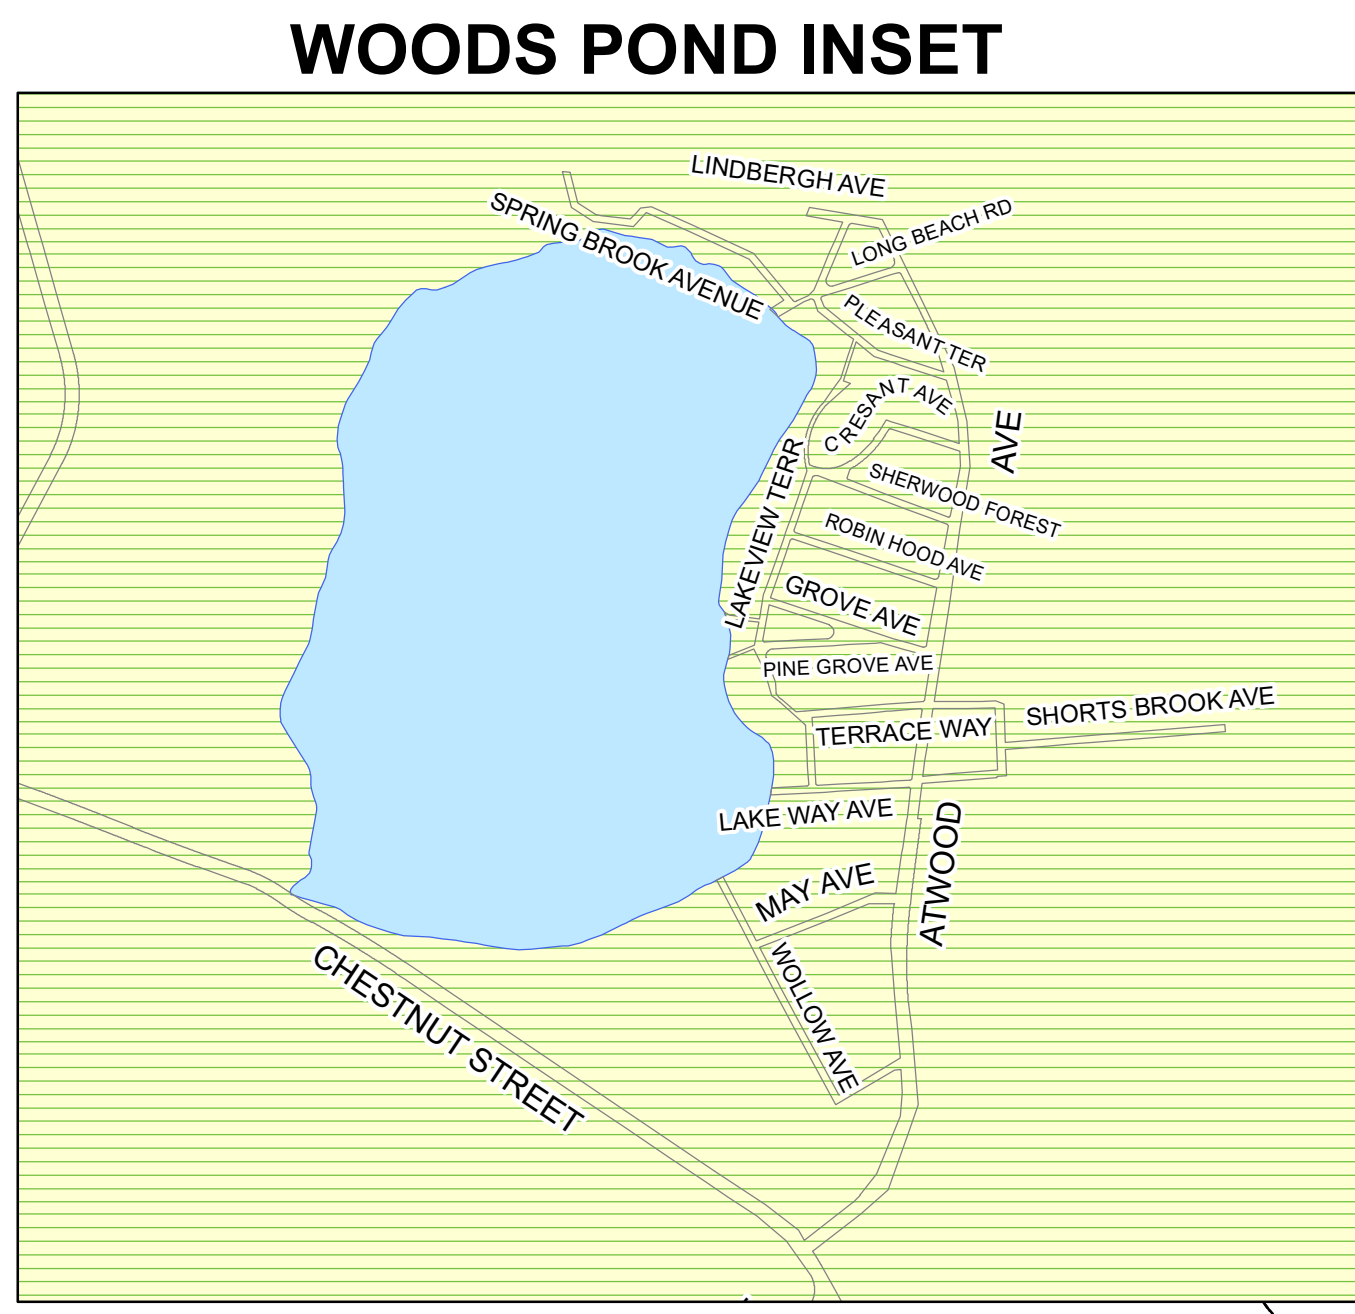 WOODS POND INSET
LINDBERGH AVE
SPRING BROOK AVENUE
LONG BEACH RD
PLEASANT TER
CRESANT AVE
AVE
LAKEVIEW TERR
SHERWOOD FOREST
ROBIN HOOD AVE
GROVE AVE
PINE GROVE AVE
SHORTS BROOK AVE
TERRACE WAY
LAKE WAY AVE
ATWOOD
MAY AVE
WOLLOW AVE
CHESTNUT STREET